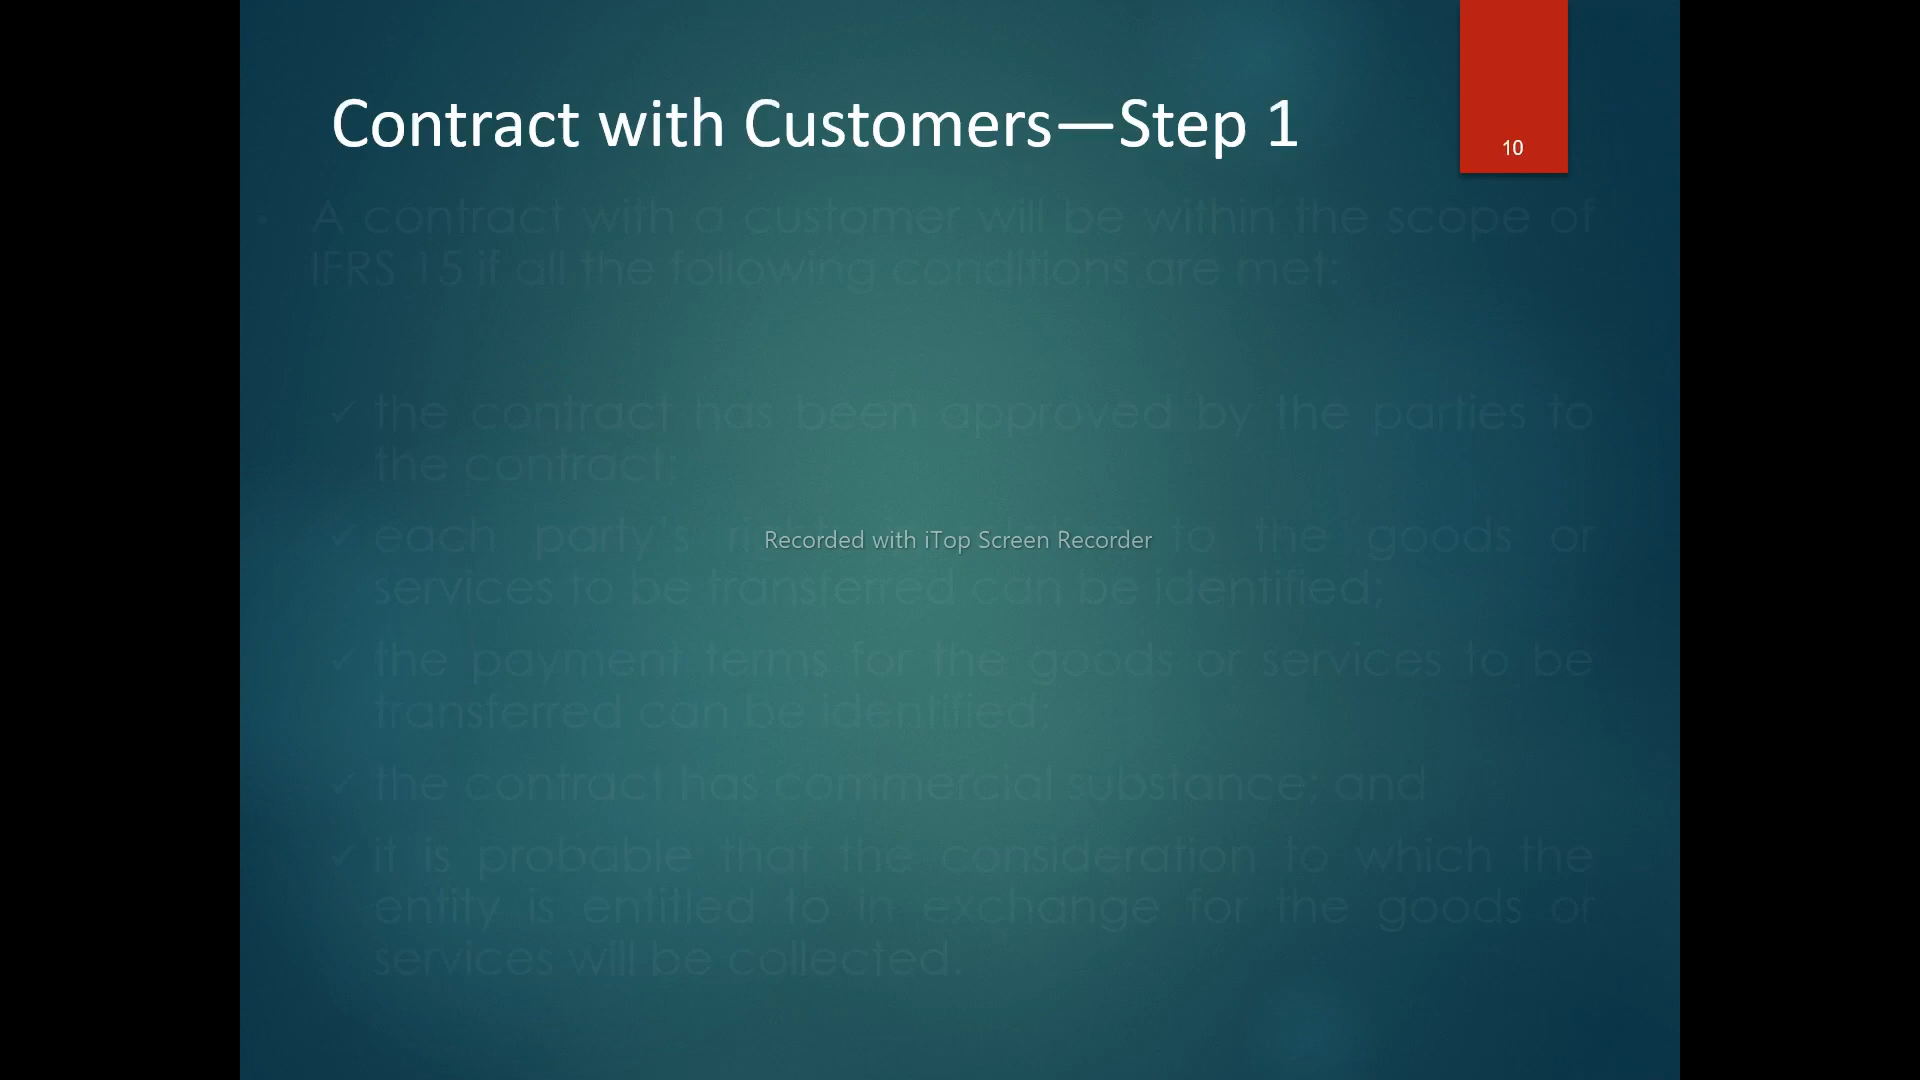 Contract with Customers—Step 1
10
A contract with a customer will be within the scope of
IFRS 15 if all the following conditions are met:
✓ the contract has been approved by the parties to
the contract;
✓ each party's to the goods or
services to be transferred can be identified;
Recorded with iTop Screen Recorder
✓ the payment terms for the goods or services to be
transferred can be identified;
✓ the contract has commercial substance; and
✓ it is probable that the consideration to which the
entity is entitled to in exchange for the goods or
services will be collected.